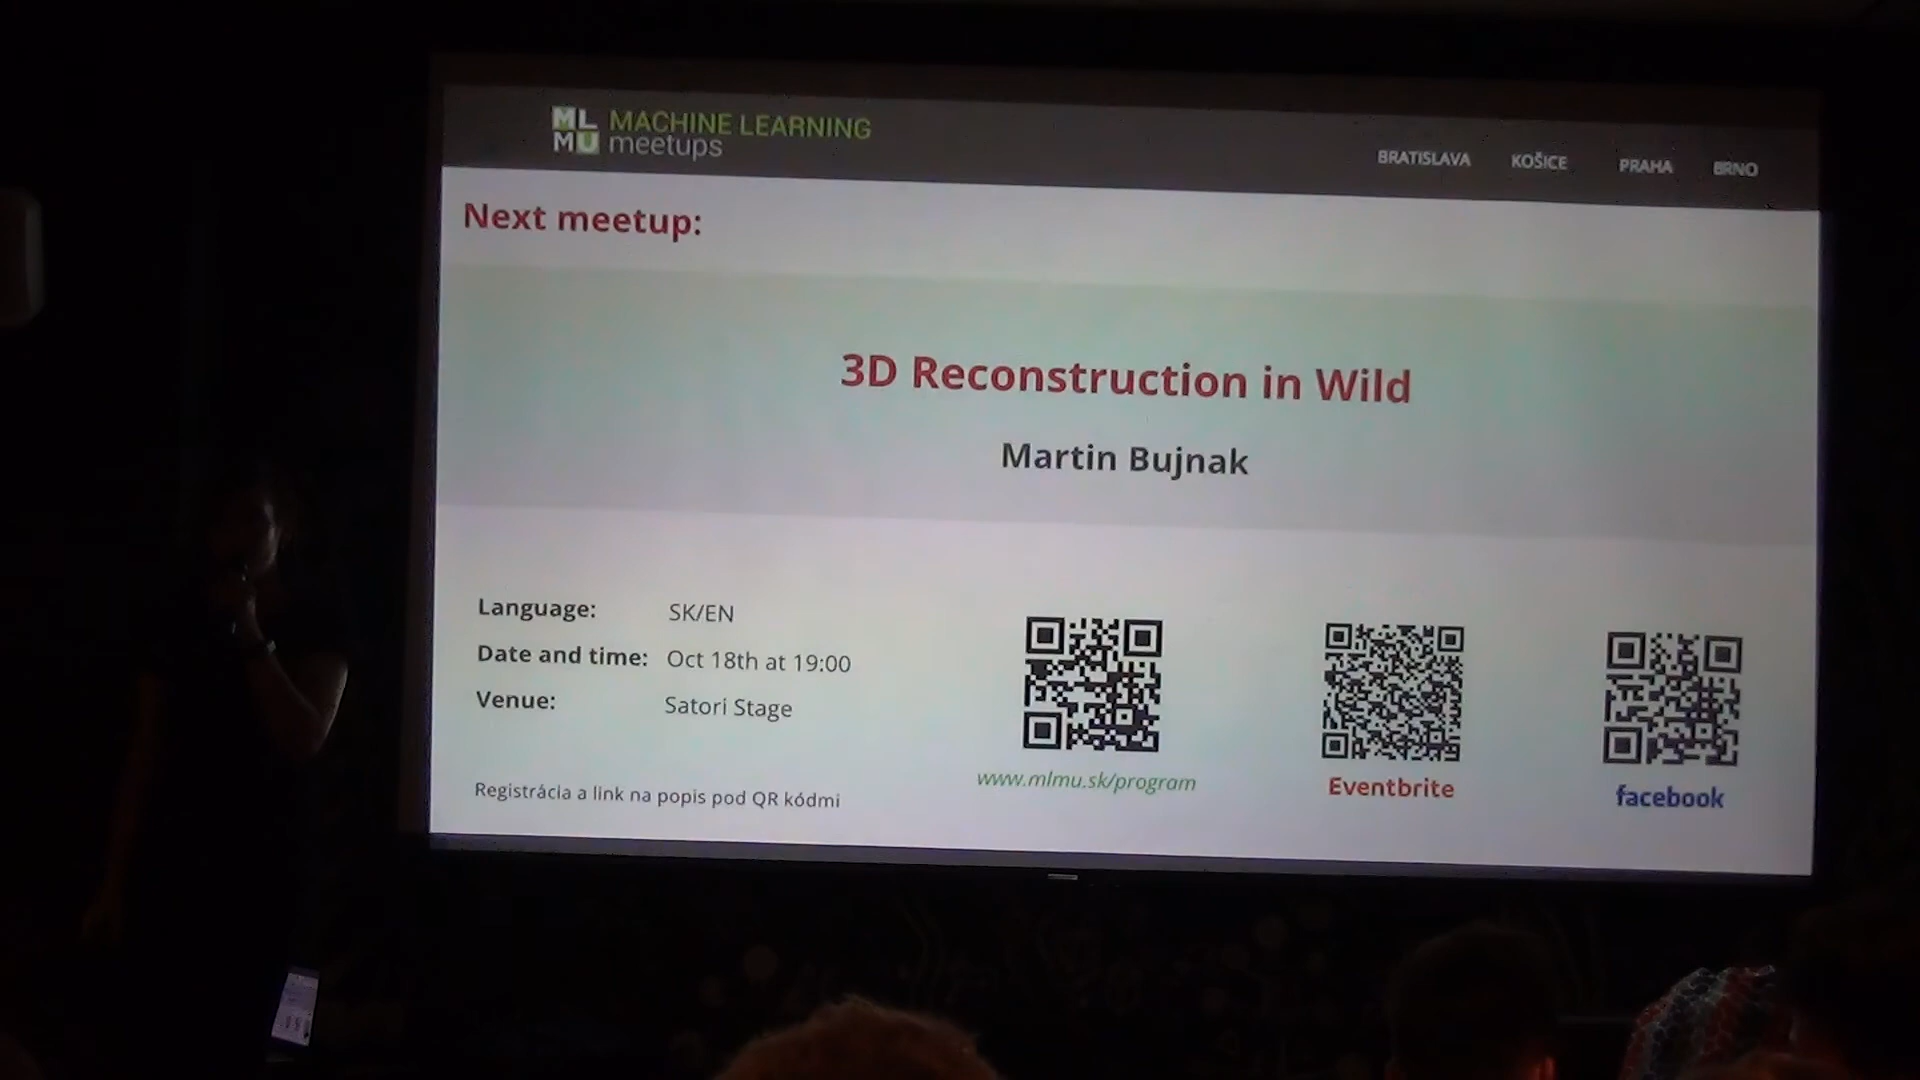 ML
MU
MACHINE LEARNING
meetups
BRATISLAVA KOŠICE PRAHA BRNO
Next meetup:
3D Reconstruction in Wild
Martin Bujnak
Language: SK/EN
Date and time: Oct 18th at 19:00
Venue: Satori Stage
Registrácia a link na popis pod QR kódmi
www.mlmu.sk/program
Eventbrite
facebook